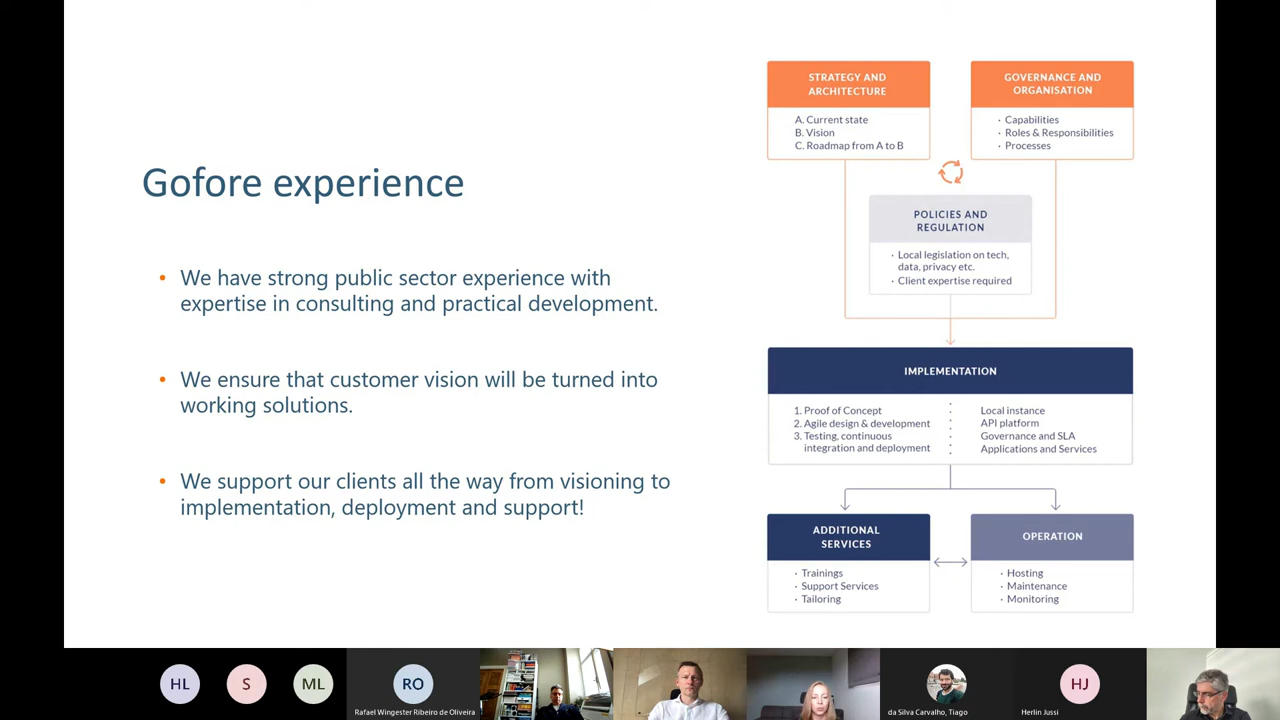 Gofore experience
• We have strong public sector experience with
expertise in consulting and practical development.
• We ensure that customer vision will be turned into
working solutions.
• We support our clients all the way from visioning to
implementation, deployment and support!
STRATEGY AND
ARCHITECTURE
A. Current state
B. Vision
C. Roadmap from A to B
GOVERNANCE AND
ORGANISATION
· Capabilities
· Roles & Responsibilities
· Processes
POLICIES AND
REGULATION
· Local legislation on tech,
data, privacy etc.
· Client expertise required
IMPLEMENTATION
1. Proof of Concept
2. Agile design & development
3. Testing, continuous
integration and deployment
Local instance
API platform
Governance and SLA
Applications and Services
ADDITIONAL
SERVICES
· Trainings
· Support Services
· Tailoring
OPERATION
· Hosting
· Maintenance
· Monitoring
HL
S
ML
RO
Rafael Wingester Ribeiro de Oliveira
da Silva Carvalho, Tiago
HJ
Herlin Jussi